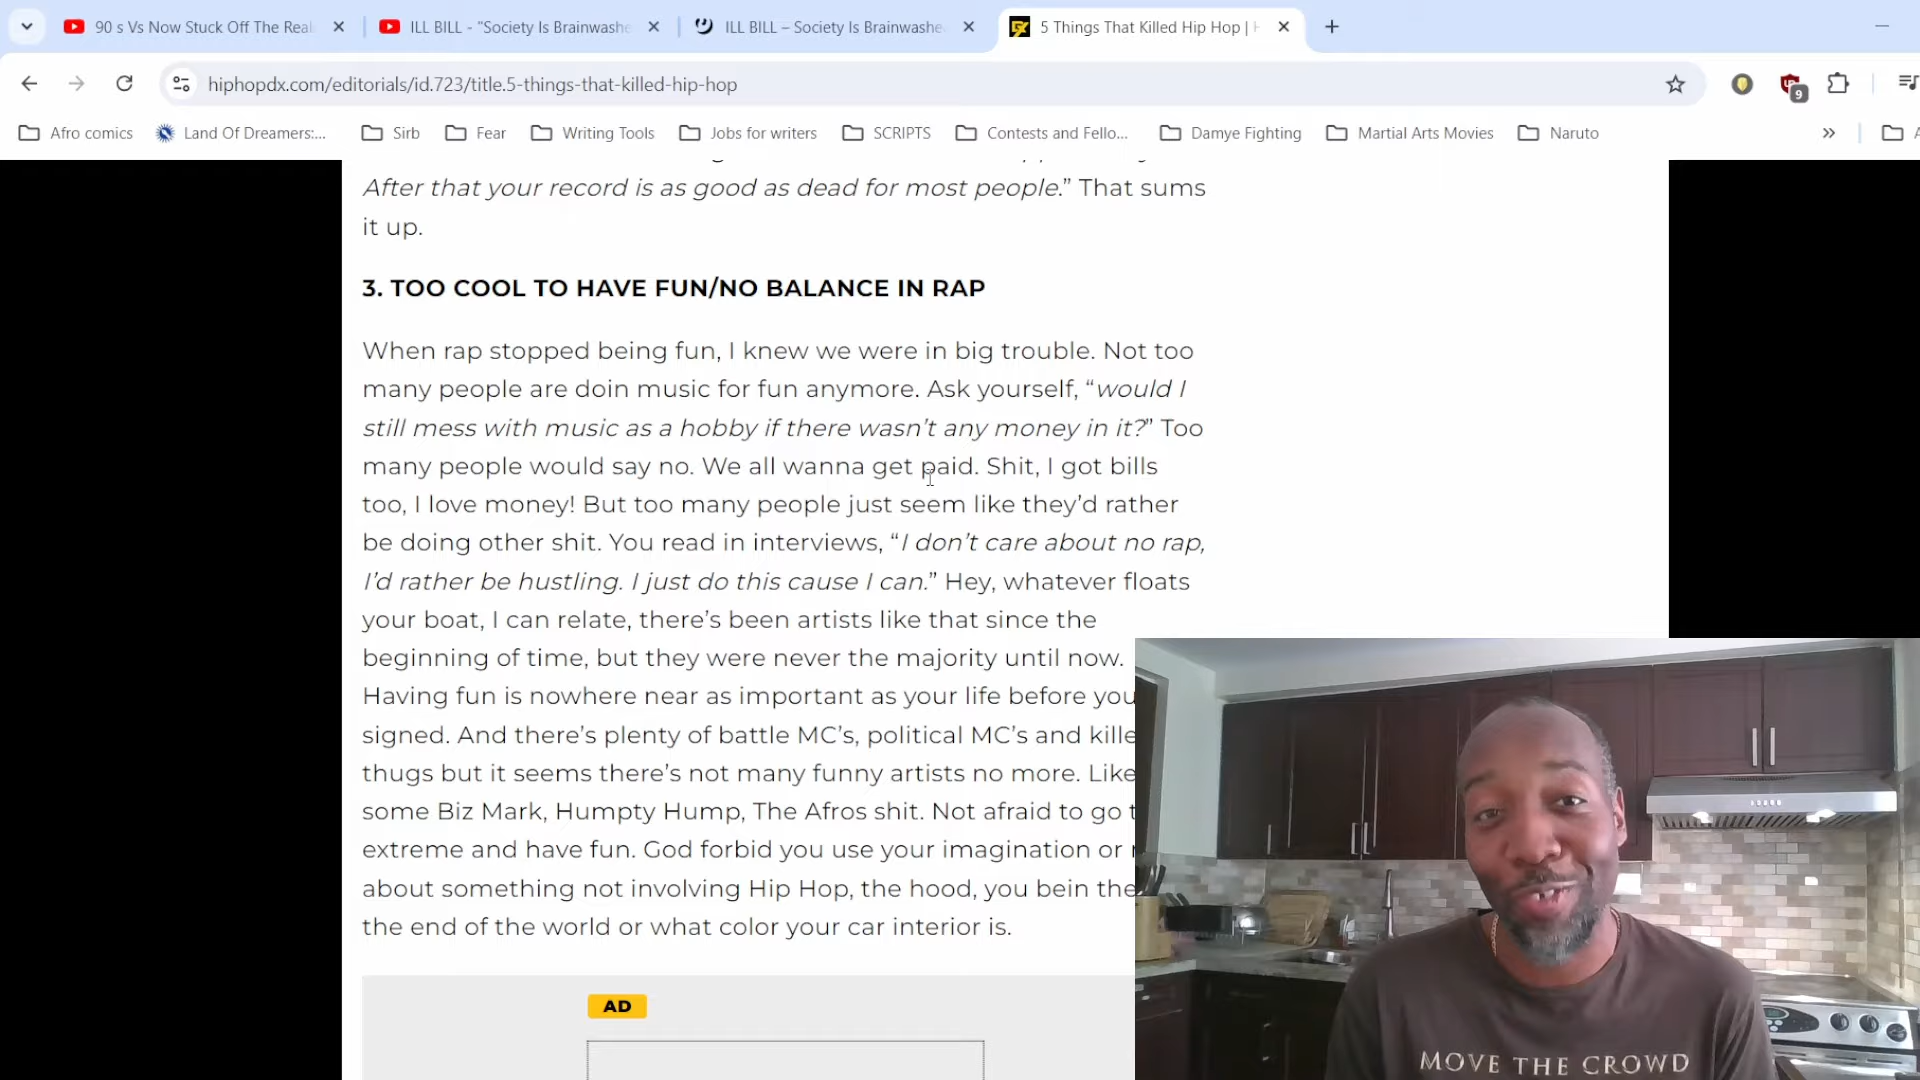 90 s Vs Now Stuck Off The Real
ILL BILL - "Society Is Brainwashe
ILL BILL – Society Is Brainwashe
5 Things That Killed Hip Hop | H
hiphopdx.com/editorials/id.723/title.5-things-that-killed-hip-hop
9
Afro comics
Land Of Dreamers:...
Sirb
Fear
Writing Tools
Jobs for writers
SCRIPTS
Contests and Fello...
Damye Fighting
Martial Arts Movies
Naruto
After that your record is as good as dead for most people.” That sums
it up.
3. TOO COOL TO HAVE FUN/NO BALANCE IN RAP
When rap stopped being fun, I knew we were in big trouble. Not too
many people are doin music for fun anymore. Ask yourself, “would I
still mess with music as a hobby if there wasn’t any money in it?” Too
many people would say no. We all wanna get paid. Shit, I got bills
too, I love money! But too many people just seem like they’d rather
be doing other shit. You read in interviews, “I don’t care about no rap,
I’d rather be hustling. I just do this cause I can.” Hey, whatever floats
your boat, I can relate, there’s been artists like that since the
beginning of time, but they were never the majority until now.
Having fun is nowhere near as important as your life before you
signed. And there’s plenty of battle MC’s, political MC’s and kille
thugs but it seems there’s not many funny artists no more. Like
some Biz Mark, Humpty Hump, The Afros shit. Not afraid to go t
extreme and have fun. God forbid you use your imagination or
about something not involving Hip Hop, the hood, you bein the
the end of the world or what color your car interior is.
AD
MOVE THE CROWD